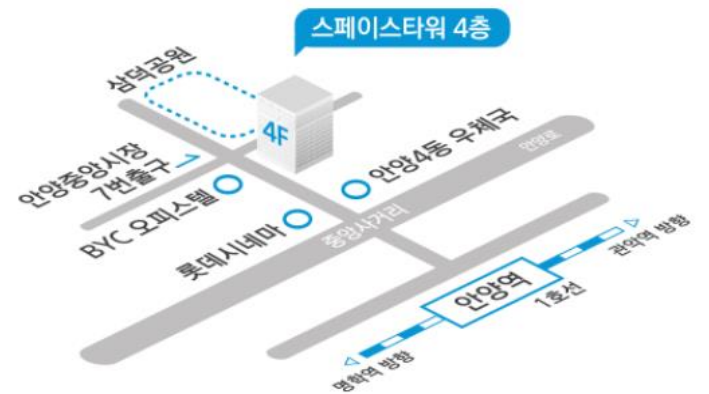 스페이스타워 4층
삼덕공원
4F
안양중앙시장
7번출구
BYC 오피스텔
안양4동 우체국
안양로
롯데시네마
중앙사거리
관악역 방향
안양역
1호선
명학역 방향